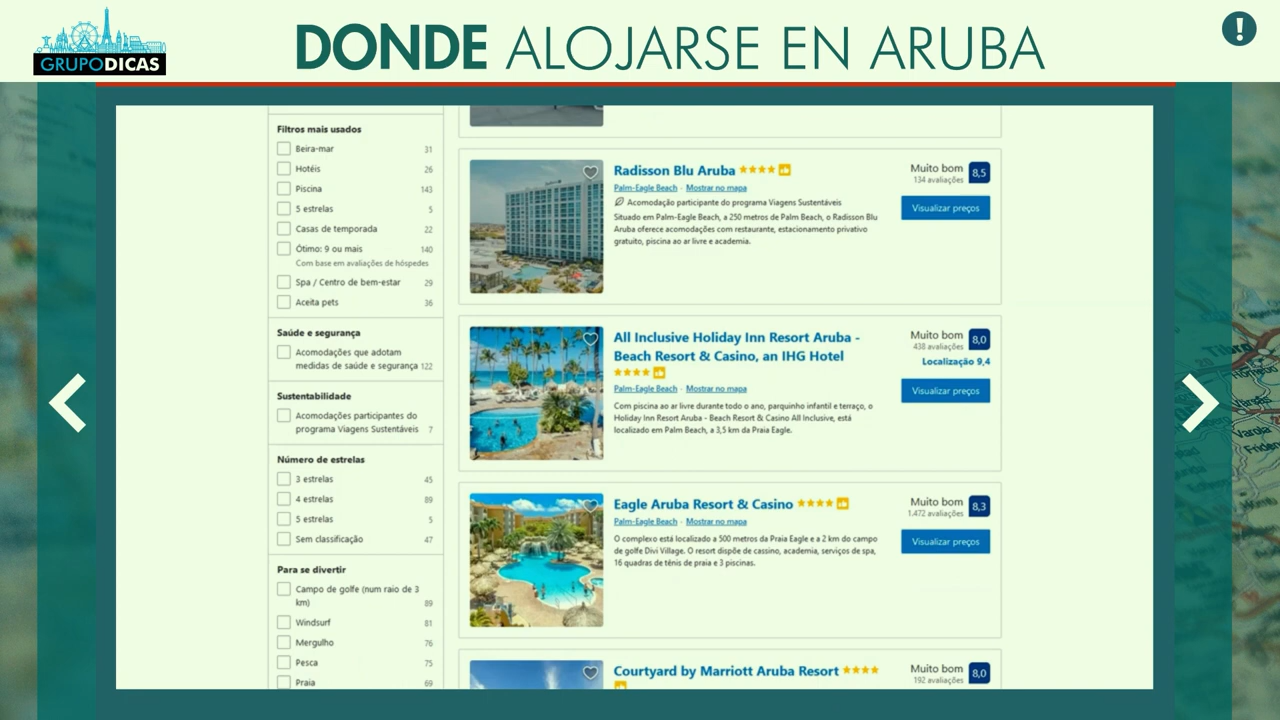 GRUPODICAS
DONDE ALOJARSE EN ARUBA
Filtros mais usados
Beira-mar 31
Hotéis 26
Piscina 143
5 estrelas 5
Casas de temporada 22
Ótimo: 9 ou mais 140
Com base em avaliações de hóspedes
Spa / Centro de bem-estar 29
Aceita pets 36
Saúde e segurança
Acomodações que adotam
medidas de saúde e segurança 122
Sustentabilidade
Acomodações participantes do
programa Viagens Sustentáveis 7
Número de estrelas
3 estrelas 45
4 estrelas 89
5 estrelas 5
Sem classificação 47
Para se divertir
Campo de golfe (num raio de 3
km) 89
Windsurf 81
Mergulho 76
Pesca 75
Praia 69
Radisson Blu Aruba
Palm-Eagle Beach · Mostrar no mapa
Acomodação participante do programa Viagens Sustentáveis
Situado em Palm-Eagle Beach, a 250 metros de Palm Beach, o Radisson Blu
Aruba oferece acomodações com restaurante, estacionamento privativo
gratuito, piscina ao ar livre e academia.
Muito bom 8,5
134 avaliações
Visualizar preços
All Inclusive Holiday Inn Resort Aruba -
Beach Resort & Casino, an IHG Hotel
Palm-Eagle Beach · Mostrar no mapa
Com piscina ao ar livre durante todo o ano, parquinho infantil e terraço, o
Holiday Inn Resort Aruba - Beach Resort & Casino All Inclusive, está
localizado em Palm Beach, a 3,5 km da Praia Eagle.
Muito bom 8,0
438 avaliações
Localização 9,4
Visualizar preços
Eagle Aruba Resort & Casino
Palm-Eagle Beach · Mostrar no mapa
O complexo está localizado a 500 metros da Praia Eagle e a 2 km do campo
de golfe Divi Village. O resort dispõe de cassino, academia, serviços de spa,
16 quadras de tênis de praia e 3 piscinas.
Muito bom 8,3
1.472 avaliações
Visualizar preços
Courtyard by Marriott Aruba Resort
Muito bom 8,0
192 avaliações